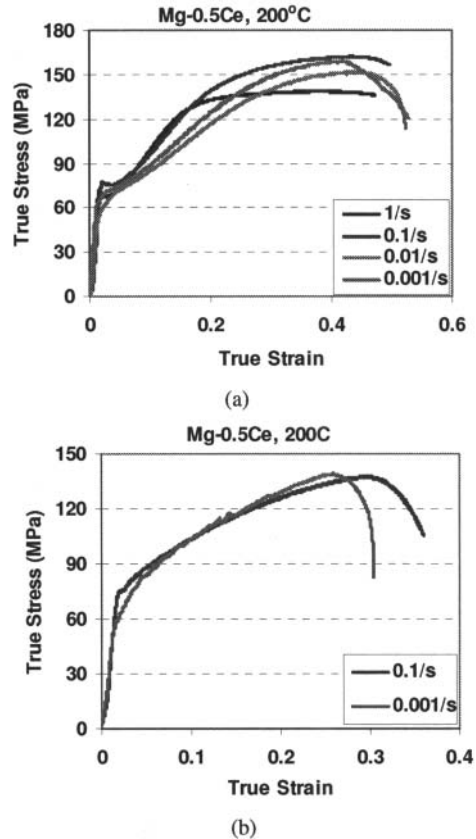 Mg-0.5Ce, 200°C
180
150
120
90
60
30
0
True Stress (MPa)
1/s
0.1/s
0.01/s
0.001/s
0
0.2
0.4
0.6
True Strain
(a)
Mg-0.5Ce, 200C
150
120
90
60
30
0
True Stress (MPa)
0.1/s
0.001/s
0
0.1
0.2
0.3
0.4
True Strain
(b)